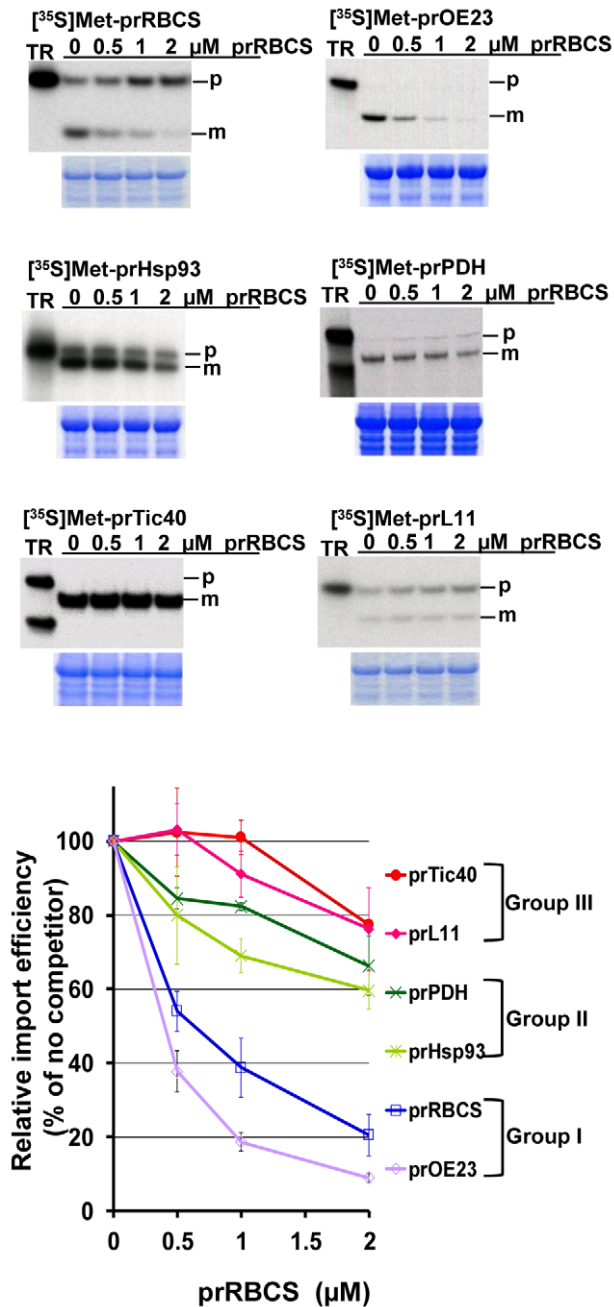 [³⁵S]Met-prRBCS
TR 0 0.5 1 2 μM prRBCS
p
m
[³⁵S]Met-prOE23
TR 0 0.5 1 2 μM prRBCS
p
m
[³⁵S]Met-prHsp93
TR 0 0.5 1 2 μM prRBCS
p
m
[³⁵S]Met-prPDH
TR 0 0.5 1 2 μM prRBCS
p
m
[³⁵S]Met-prTic40
TR 0 0.5 1 2 μM prRBCS
p
m
[³⁵S]Met-prL11
TR 0 0.5 1 2 μM prRBCS
p
m
Relative import efficiency
(% of no competitor)
100
80
60
40
20
0
0 0.5 1 1.5 2
prRBCS (μM)
prTic40
prL11
Group III
prPDH
prHsp93
Group II
prRBCS
prOE23
Group I